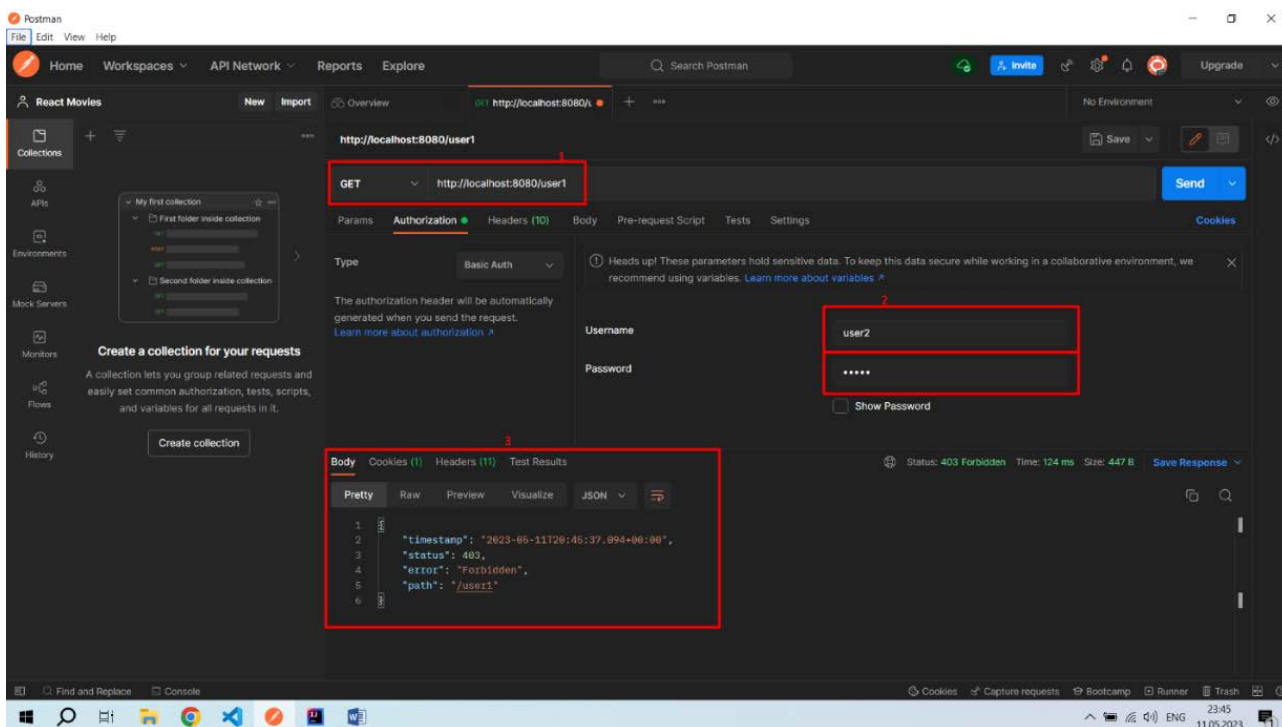 Postman
File Edit View Help
Home Workspaces API Network Reports Explore Search Postman Invite Upgrade
React Movies New Import Overview GET http://localhost:8080/u No Environment
http://localhost:8080/user1 Save
1
GET http://localhost:8080/user1 Send
Params Authorization Headers (10) Body Pre-request Script Tests Settings Cookies
Collections
APIs
Environments
Mock Servers
Monitors
Flows
History
My first collection
First folder inside collection
Second folder inside collection
Create a collection for your requests
A collection lets you group related requests and
easily set common authorization, tests, scripts,
and variables for all requests in it.
Create collection
Type Basic Auth
The authorization header will be automatically
generated when you send the request.
Learn more about authorization ↗
Heads up! These parameters hold sensitive data. To keep this data secure while working in a collaborative environment, we
recommend using variables. Learn more about variables ↗
2
Username user2
Password •••••
Show Password
3
Body Cookies (1) Headers (11) Test Results Status: 403 Forbidden Time: 124 ms Size: 447 B Save Response
Pretty Raw Preview Visualize JSON
1 {
2 "timestamp": "2023-05-11T20:45:37.094+00:00",
3 "status": 403,
4 "error": "Forbidden",
5 "path": "/user1"
6 }
Find and Replace Console Cookies Capture requests Bootcamp Runner Trash
ENG 23:45
11.05.2023